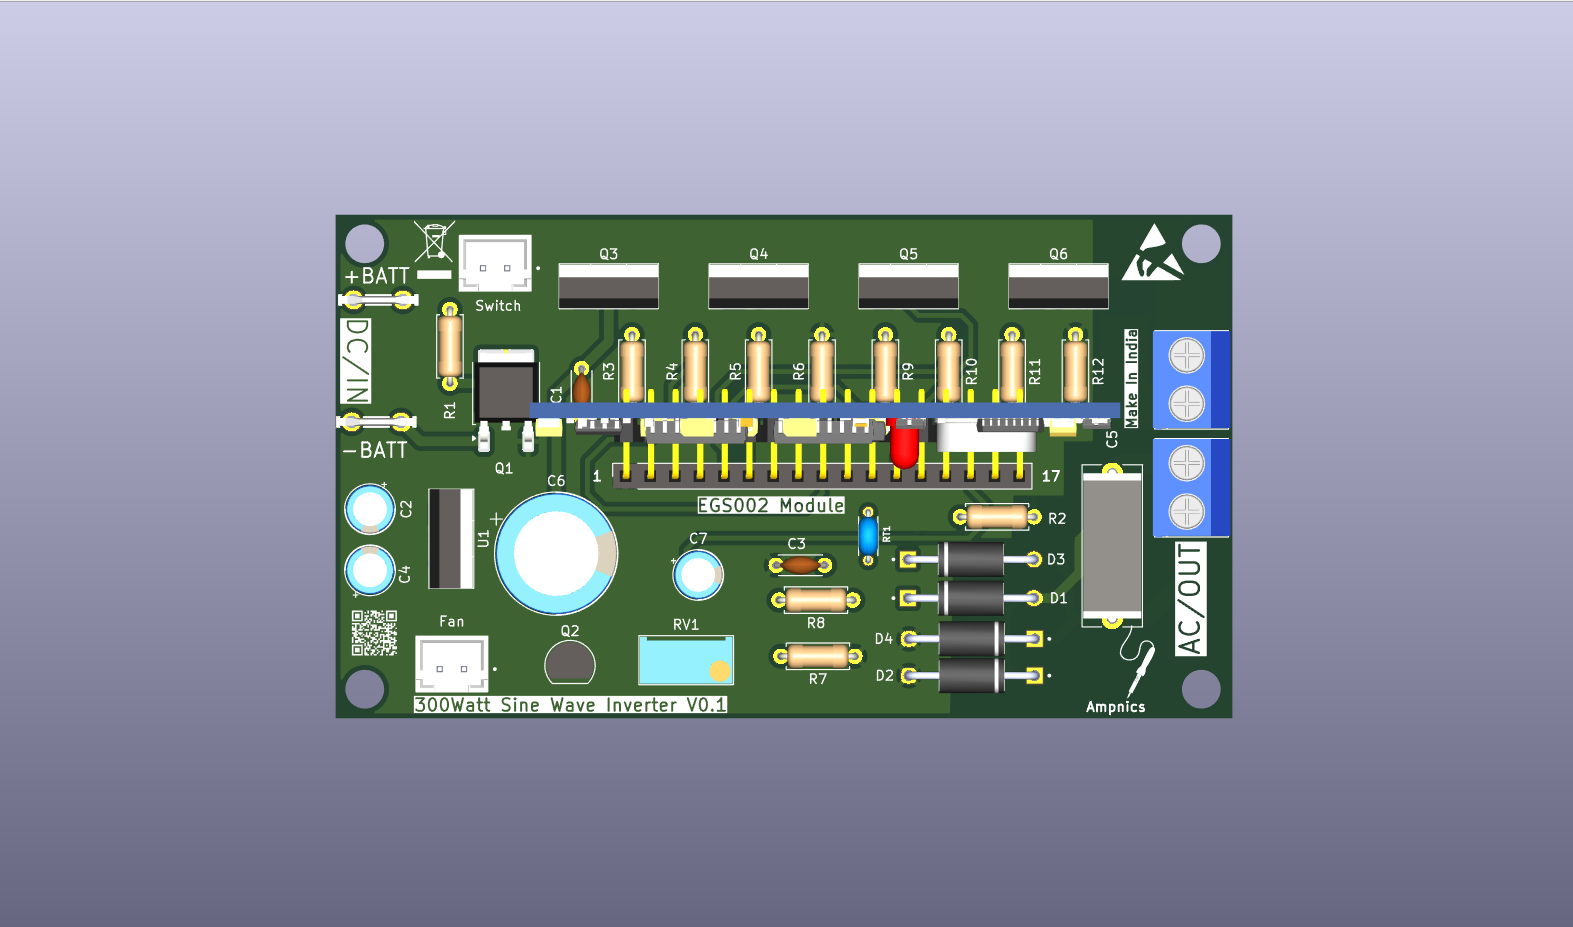 Q3
Q4
Q5
Q6
+BATT
Switch
DC/IN
R1
C1
R3
R4
R5
R6
R9
R10
R11
R12
Make In India
-BATT
Q1
C5
1
17
C6
EGS002 Module
C2
U1
C7
C3
RT1
R2
D3
C4
D1
AC/OUT
Fan
Q2
RV1
R8
D4
R7
D2
300Watt Sine Wave Inverter V0.1
Ampnics